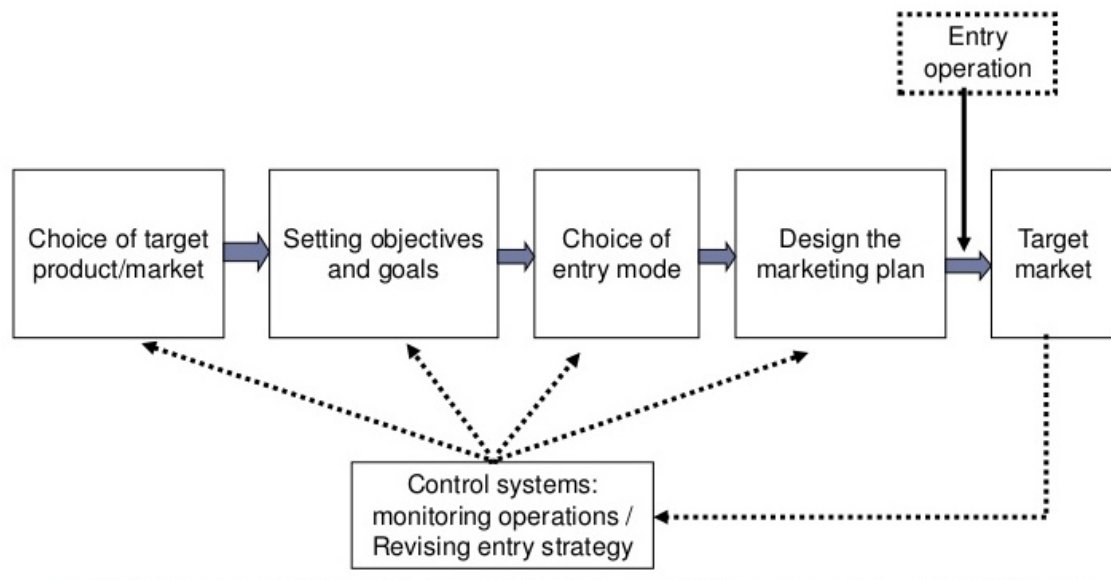 Entry
operation
Choice of target
product/market
Setting objectives
and goals
Choice of
entry mode
Design the
marketing plan
Target
market
Control systems:
monitoring operations /
Revising entry strategy